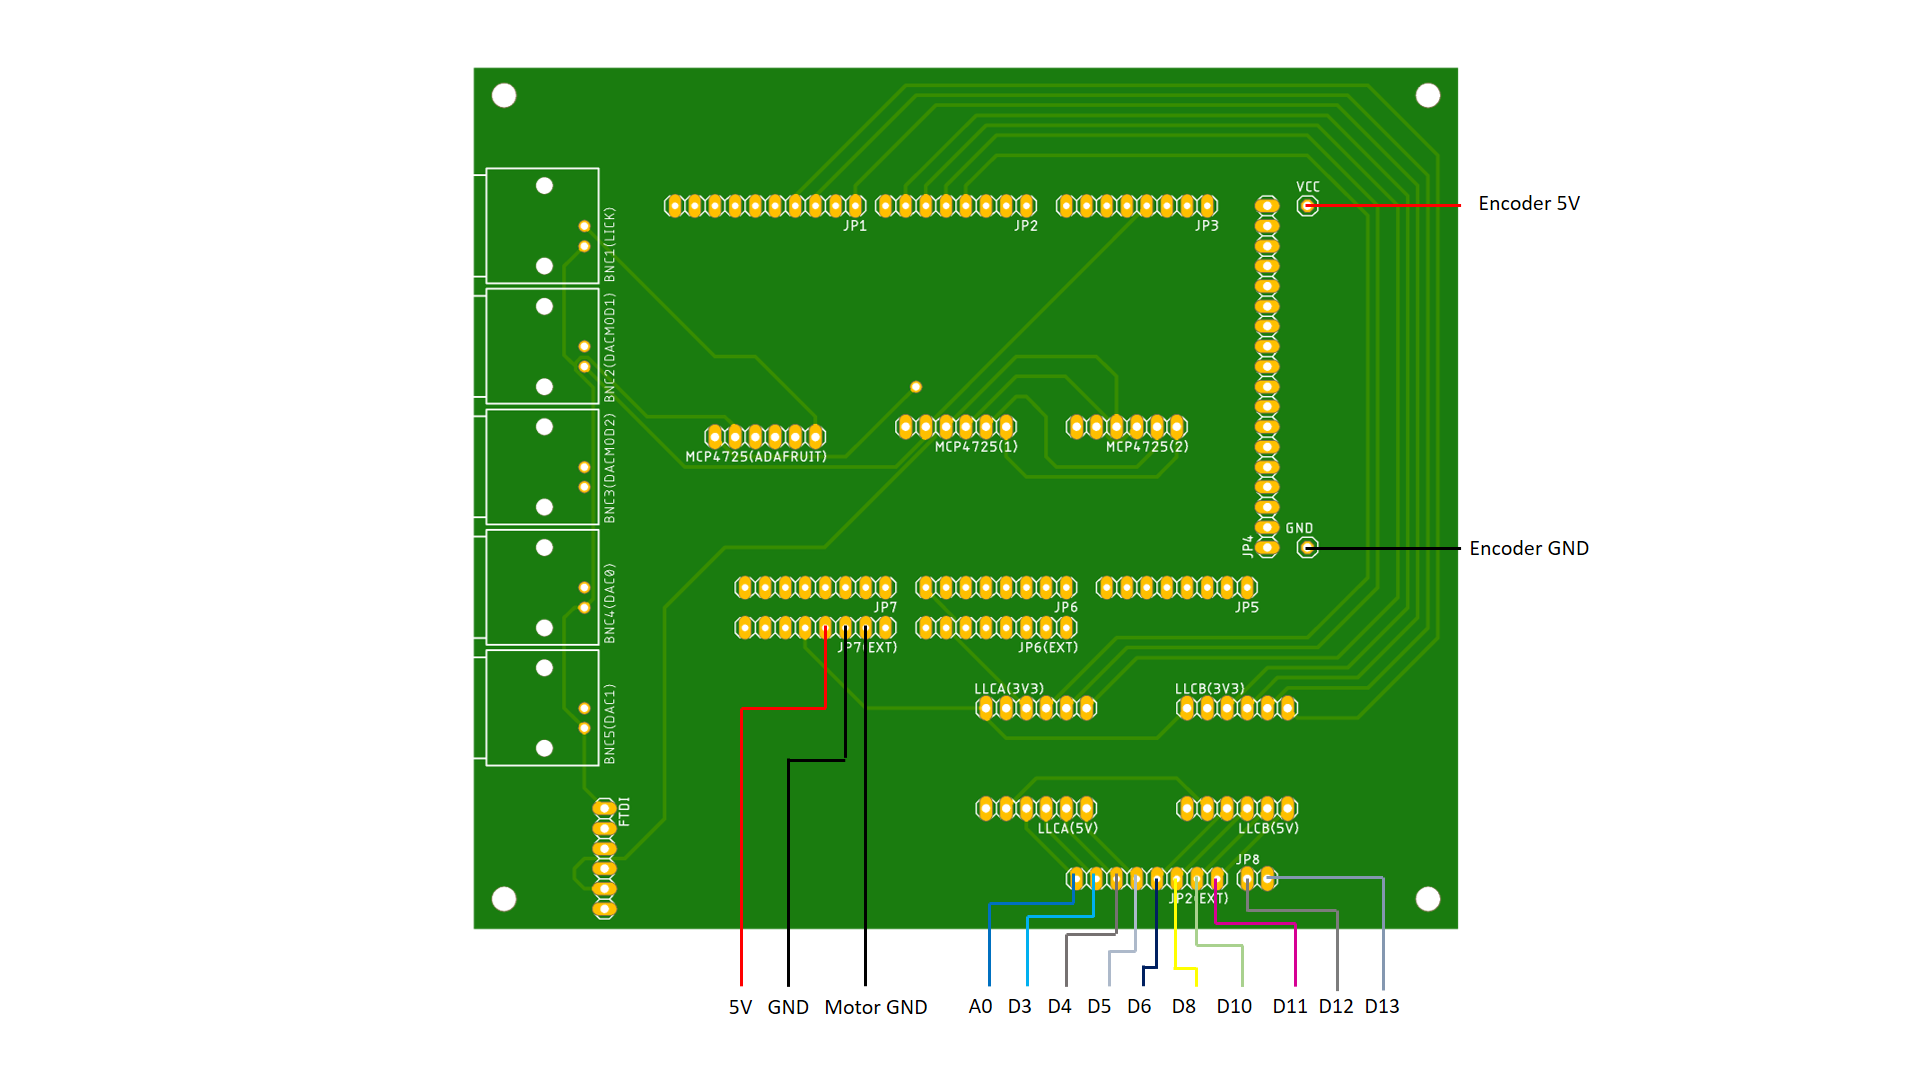 VCC
Encoder 5V
JP1
JP2
JP3
BNC1(LICK)
BNC2(DACMOD1)
BNC3(DACMOD2)
BNC4(DAC0)
BNC5(DAC1)
MCP4725(ADAFRUIT)
MCP4725(1)
MCP4725(2)
GND
JP4
Encoder GND
JP7
JP6
JP5
JP7(EXT)
JP6(EXT)
LLCA(3V3)
LLCB(3V3)
FTDI
LLCA(5V)
LLCB(5V)
JP8
JP2(EXT)
5V GND Motor GND A0 D3 D4 D5 D6 D8 D10 D11 D12 D13